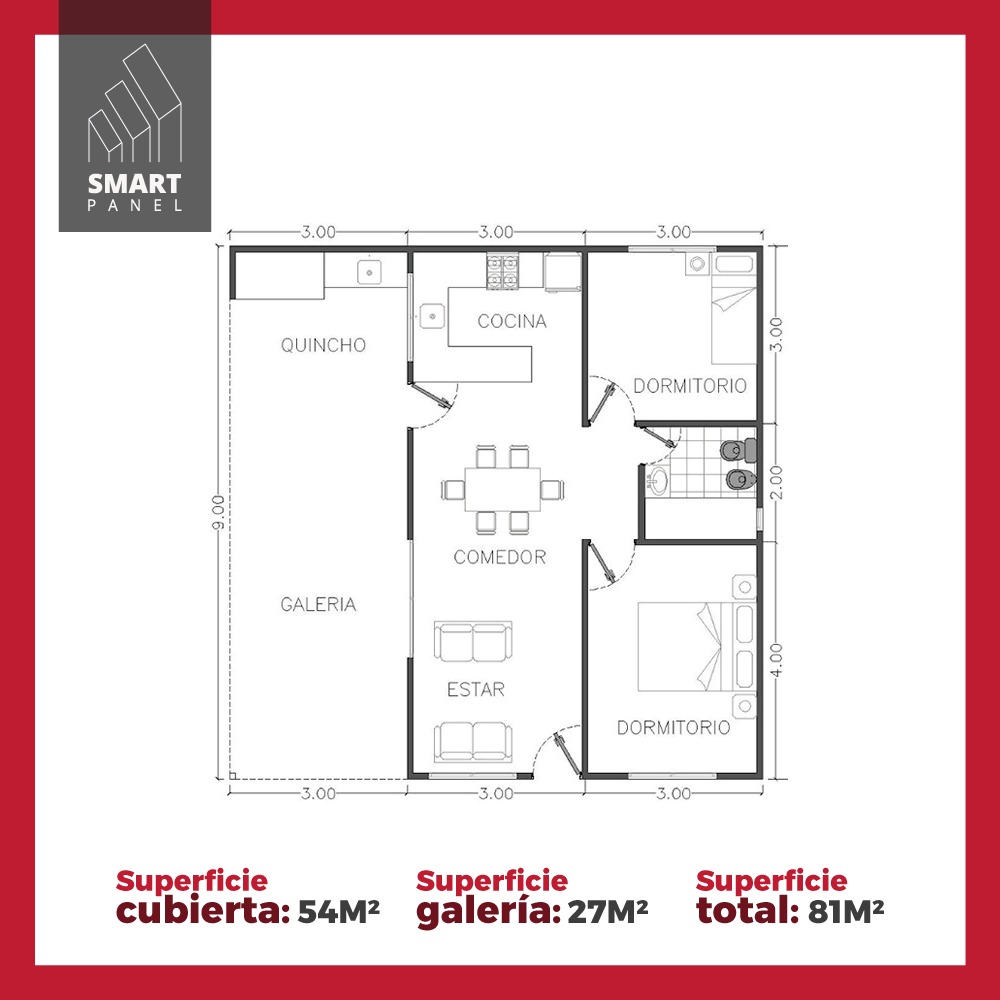 SMART
PANEL
3.00 3.00 3.00
QUINCHO
COCINA
DORMITORIO
3.00
9.00
2.00
COMEDOR
GALERIA
4.00
ESTAR
DORMITORIO
3.00 3.00 3.00
Superficie
cubierta: 54M²
Superficie
galería: 27M²
Superficie
total: 81M²